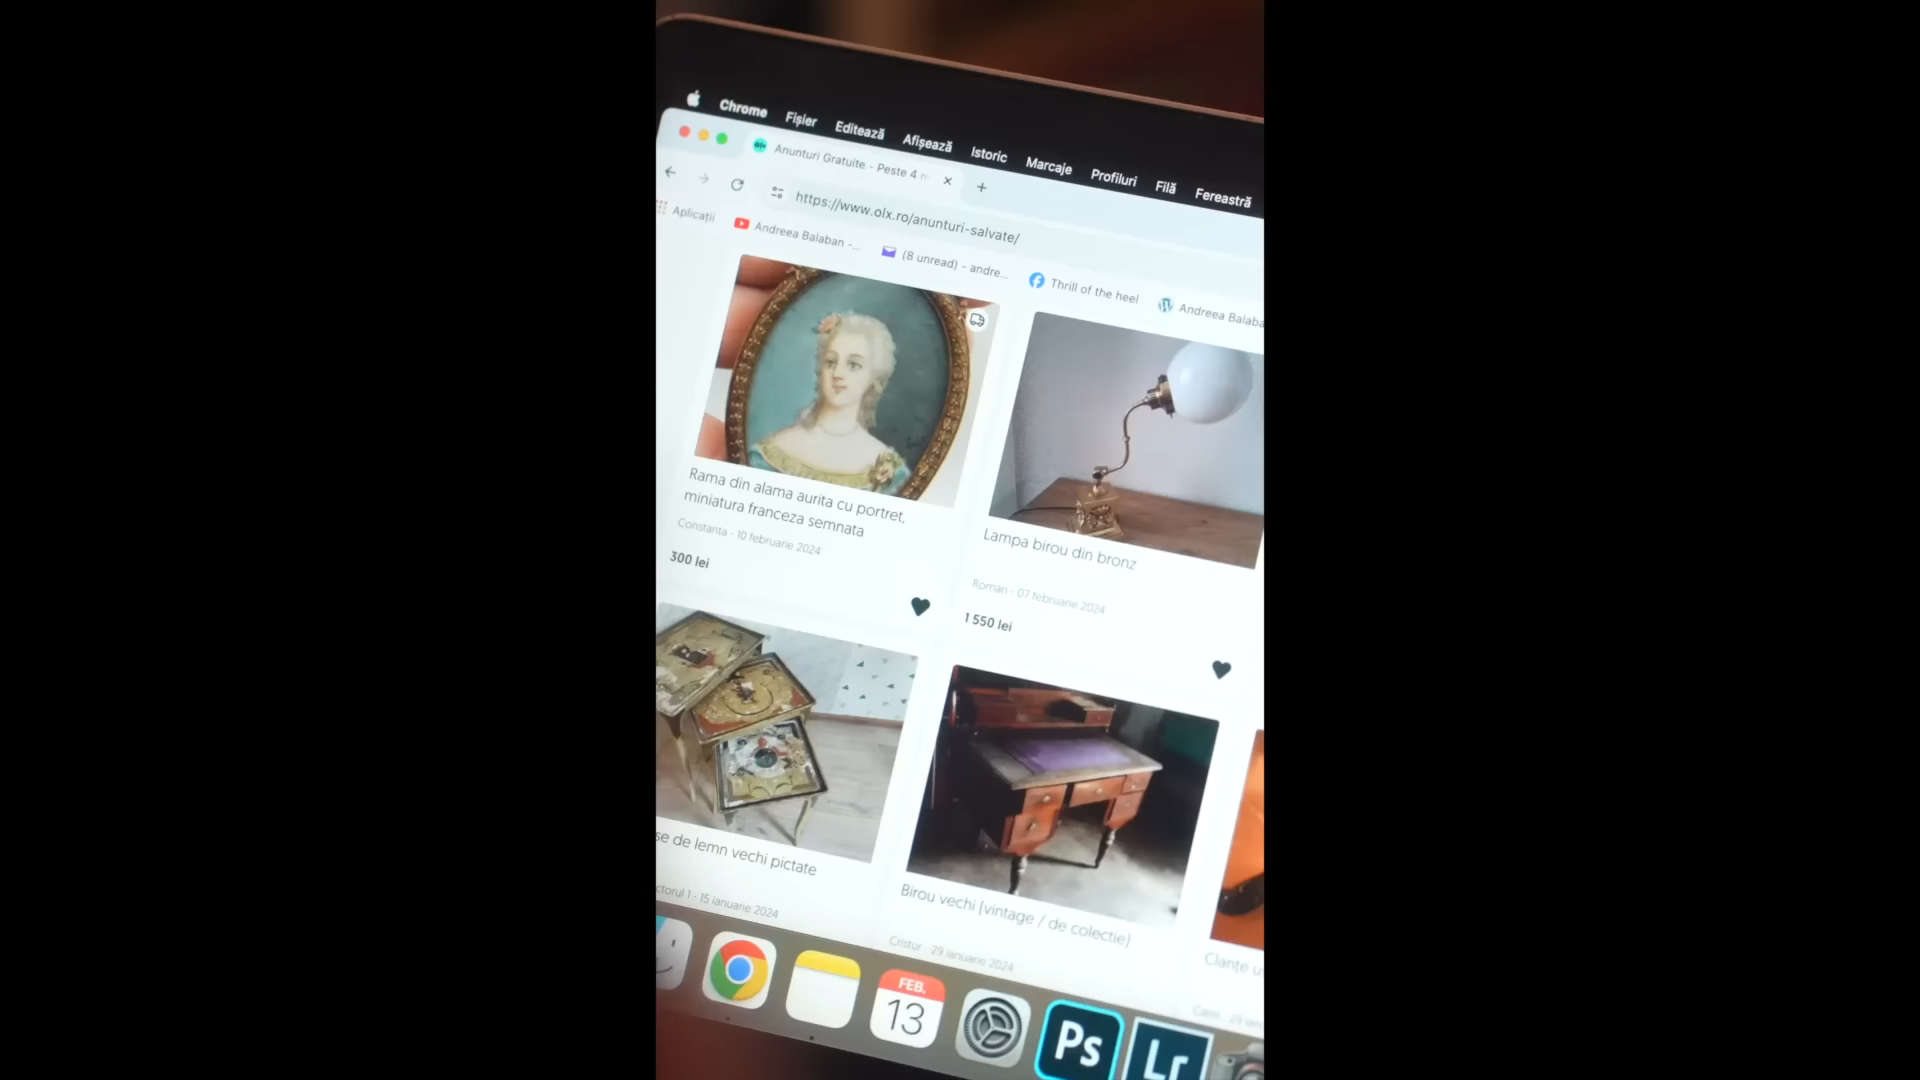 Chrome Fișier Editează Afișează Istoric Marcaje Profiluri Filă Fereastră
Anunturi Gratuite - Peste 4
https://www.olx.ro/anunturi-salvate/
Aplicații
Andreea Balaban -...
(8 unread) - andre...
Thrill of the heel
Andreea Balaba
Rama din alama aurita cu portret,
miniatura franceza semnata
Constanta - 10 februarie 2024
300 lei
Lampa birou din bronz
Roman - 07 februarie 2024
1 550 lei
se de lemn vechi pictate
ctorul 1 - 15 ianuarie 2024
Birou vechi [vintage / de colectie]
Cristur - 29 ianuarie 2024
Clanțe
FEB.
13
Ps
Lr